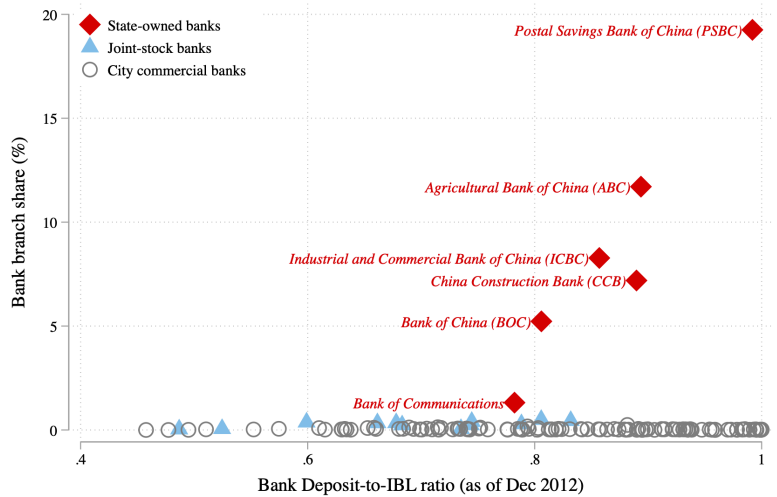 20
State-owned banks
Joint-stock banks
City commercial banks
Postal Savings Bank of China (PSBC)
15
Agricultural Bank of China (ABC)
10
Industrial and Commercial Bank of China (ICBC)
China Construction Bank (CCB)
5
Bank of China (BOC)
Bank of Communications
0
Bank branch share (%)
.4 .6 .8 1
Bank Deposit-to-IBL ratio (as of Dec 2012)